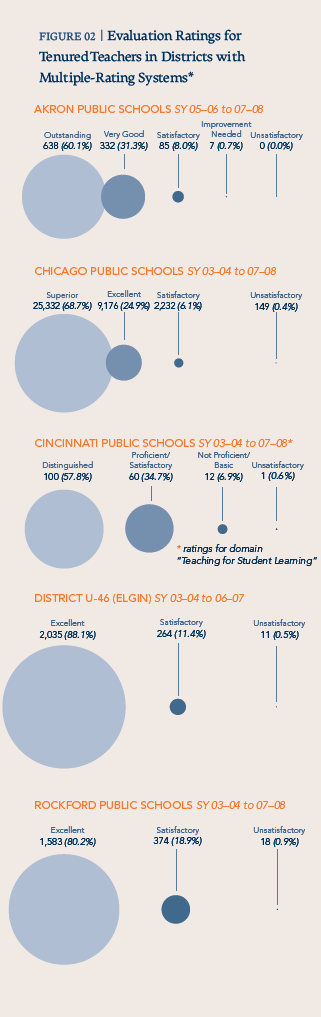 FIGURE 02 | Evaluation Ratings for
Tenured Teachers in Districts with
Multiple-Rating Systems*
AKRON PUBLIC SCHOOLS SY 05–06 to 07–08
Outstanding
638 (60.1%)
Very Good
332 (31.3%)
Satisfactory
85 (8.0%)
Improvement
Needed
7 (0.7%)
Unsatisfactory
0 (0.0%)
CHICAGO PUBLIC SCHOOLS SY 03–04 to 07–08
Superior
25,332 (68.7%)
Excellent
9,176 (24.9%)
Satisfactory
2,232 (6.1%)
Unsatisfactory
149 (0.4%)
CINCINNATI PUBLIC SCHOOLS SY 03–04 to 07–08*
Distinguished
100 (57.8%)
Proficient/
Satisfactory
60 (34.7%)
Not Proficient/
Basic
12 (6.9%)
Unsatisfactory
1 (0.6%)
* ratings for domain
"Teaching for Student Learning"
DISTRICT U-46 (ELGIN) SY 03–04 to 06–07
Excellent
2,035 (88.1%)
Satisfactory
264 (11.4%)
Unsatisfactory
11 (0.5%)
ROCKFORD PUBLIC SCHOOLS SY 03–04 to 07–08
Excellent
1,583 (80.2%)
Satisfactory
374 (18.9%)
Unsatisfactory
18 (0.9%)